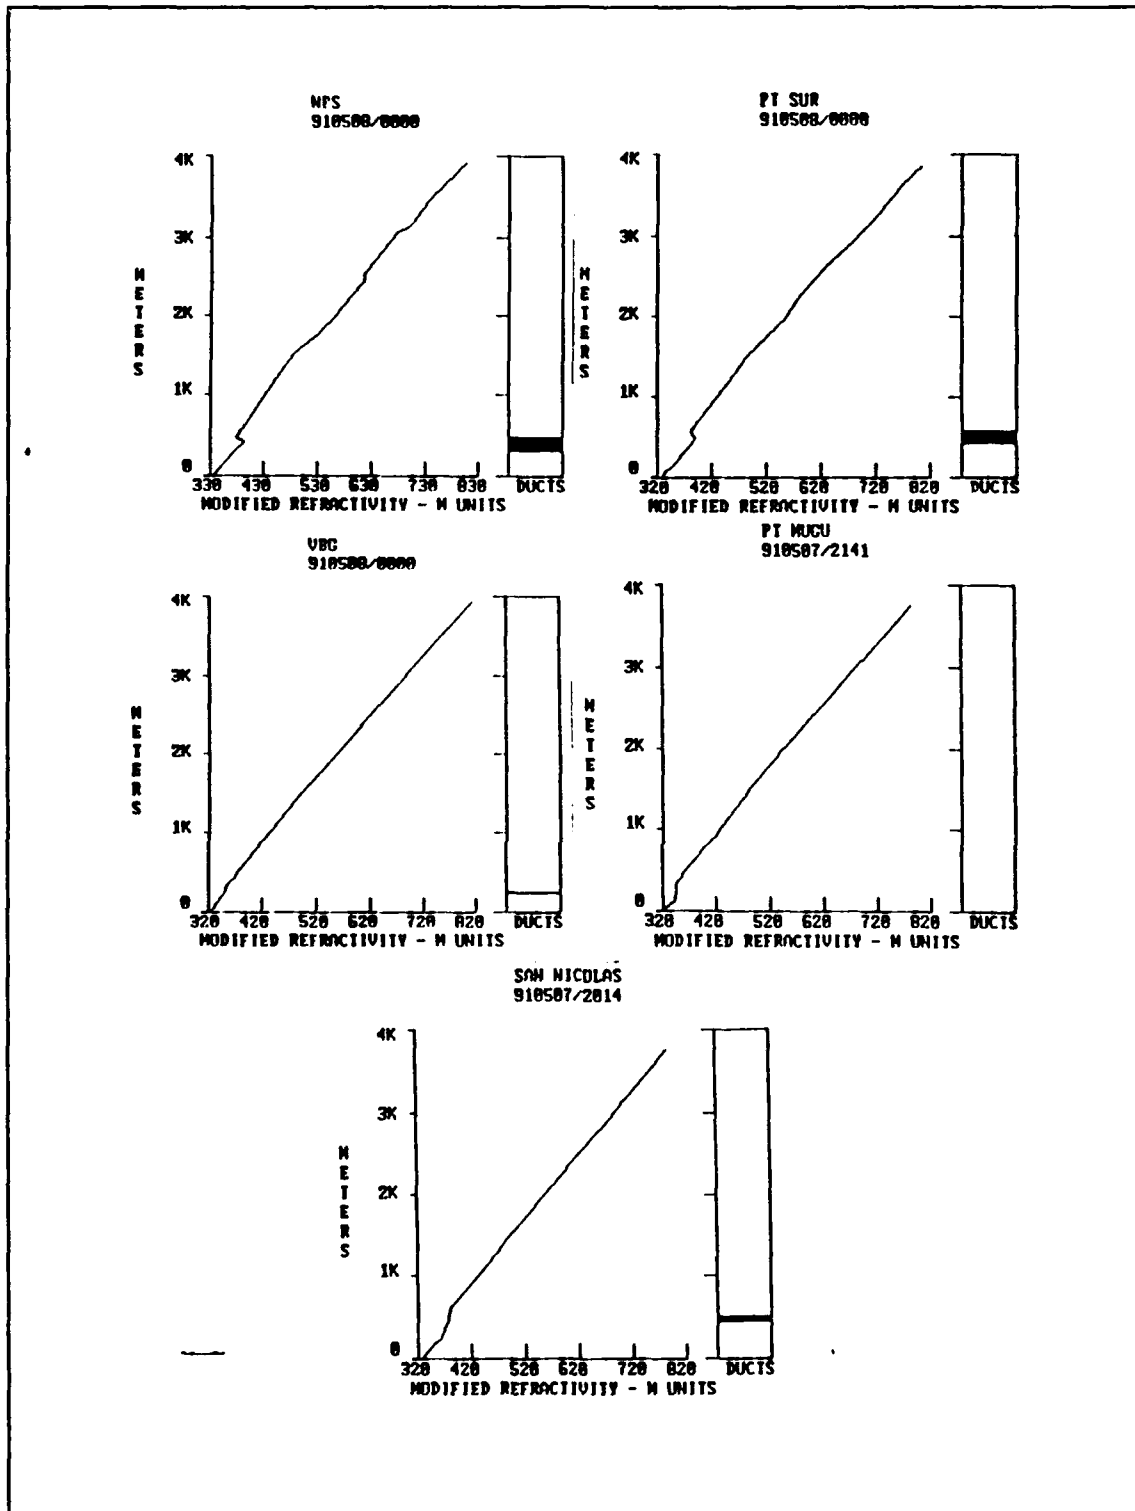 NPS
910508/0000
4K
3K
2K
1K
0
METERS
330 430 530 630 730 830
DUCTS
MODIFIED REFRACTIVITY - M UNITS
PT SUR
910508/0000
4K
3K
2K
1K
0
METERS
320 420 520 620 720 820
DUCTS
MODIFIED REFRACTIVITY - M UNITS
VBG
910508/0000
4K
3K
2K
1K
0
METERS
320 420 520 620 720 820
DUCTS
MODIFIED REFRACTIVITY - M UNITS
PT MUGU
910507/2141
4K
3K
2K
1K
0
METERS
320 420 520 620 720 820
DUCTS
MODIFIED REFRACTIVITY - M UNITS
SAN NICOLAS
910507/2014
4K
3K
2K
1K
0
METERS
320 420 520 620 720 820
DUCTS
MODIFIED REFRACTIVITY - M UNITS